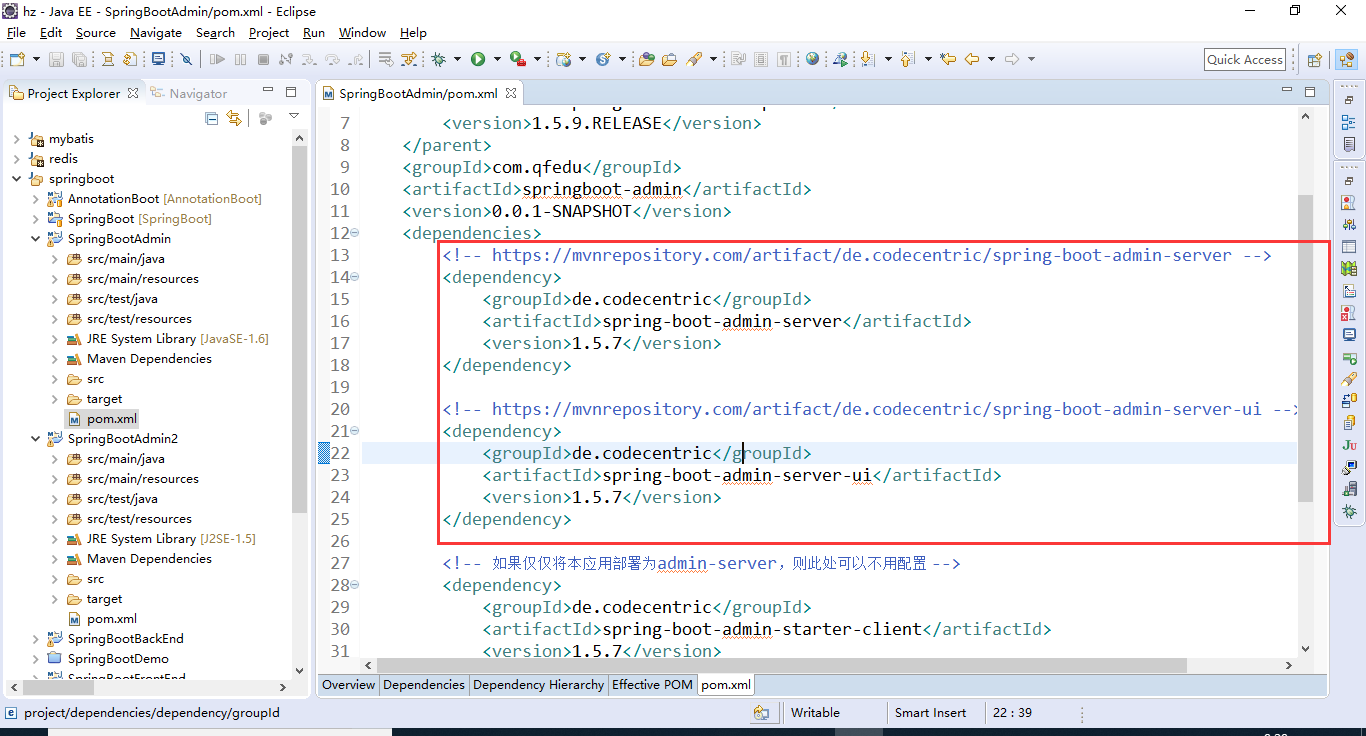 hz - Java EE - SpringBootAdmin/pom.xml - Eclipse
File Edit Source Navigate Search Project Run Window Help
Quick Access
Project Explorer Navigator
mybatis
redis
springboot
AnnotationBoot [AnnotationBoot]
SpringBoot [SpringBoot]
SpringBootAdmin
src/main/java
src/main/resources
src/test/java
src/test/resources
JRE System Library [JavaSE-1.6]
Maven Dependencies
src
target
pom.xml
SpringBootAdmin2
src/main/java
src/main/resources
src/test/java
src/test/resources
JRE System Library [J2SE-1.5]
Maven Dependencies
src
target
pom.xml
SpringBootBackEnd
SpringBootDemo
SpringBootFrontEnd
SpringBootAdmin/pom.xml
7 <version>1.5.9.RELEASE</version>
8 </parent>
9 <groupId>com.qfedu</groupId>
10 <artifactId>springboot-admin</artifactId>
11 <version>0.0.1-SNAPSHOT</version>
12 <dependencies>
13 <!-- https://mvnrepository.com/artifact/de.codecentric/spring-boot-admin-server -->
14 <dependency>
15 <groupId>de.codecentric</groupId>
16 <artifactId>spring-boot-admin-server</artifactId>
17 <version>1.5.7</version>
18 </dependency>
19
20 <!-- https://mvnrepository.com/artifact/de.codecentric/spring-boot-admin-server-ui -->
21 <dependency>
22 <groupId>de.codecentric</groupId>
23 <artifactId>spring-boot-admin-server-ui</artifactId>
24 <version>1.5.7</version>
25 </dependency>
26
27 <!-- 如果仅仅将本应用部署为admin-server，则此处可以不用配置 -->
28 <dependency>
29 <groupId>de.codecentric</groupId>
30 <artifactId>spring-boot-admin-starter-client</artifactId>
31 <version>1.5.7</version>
Overview Dependencies Dependency Hierarchy Effective POM pom.xml
project/dependencies/dependency/groupId Writable Smart Insert 22 : 39